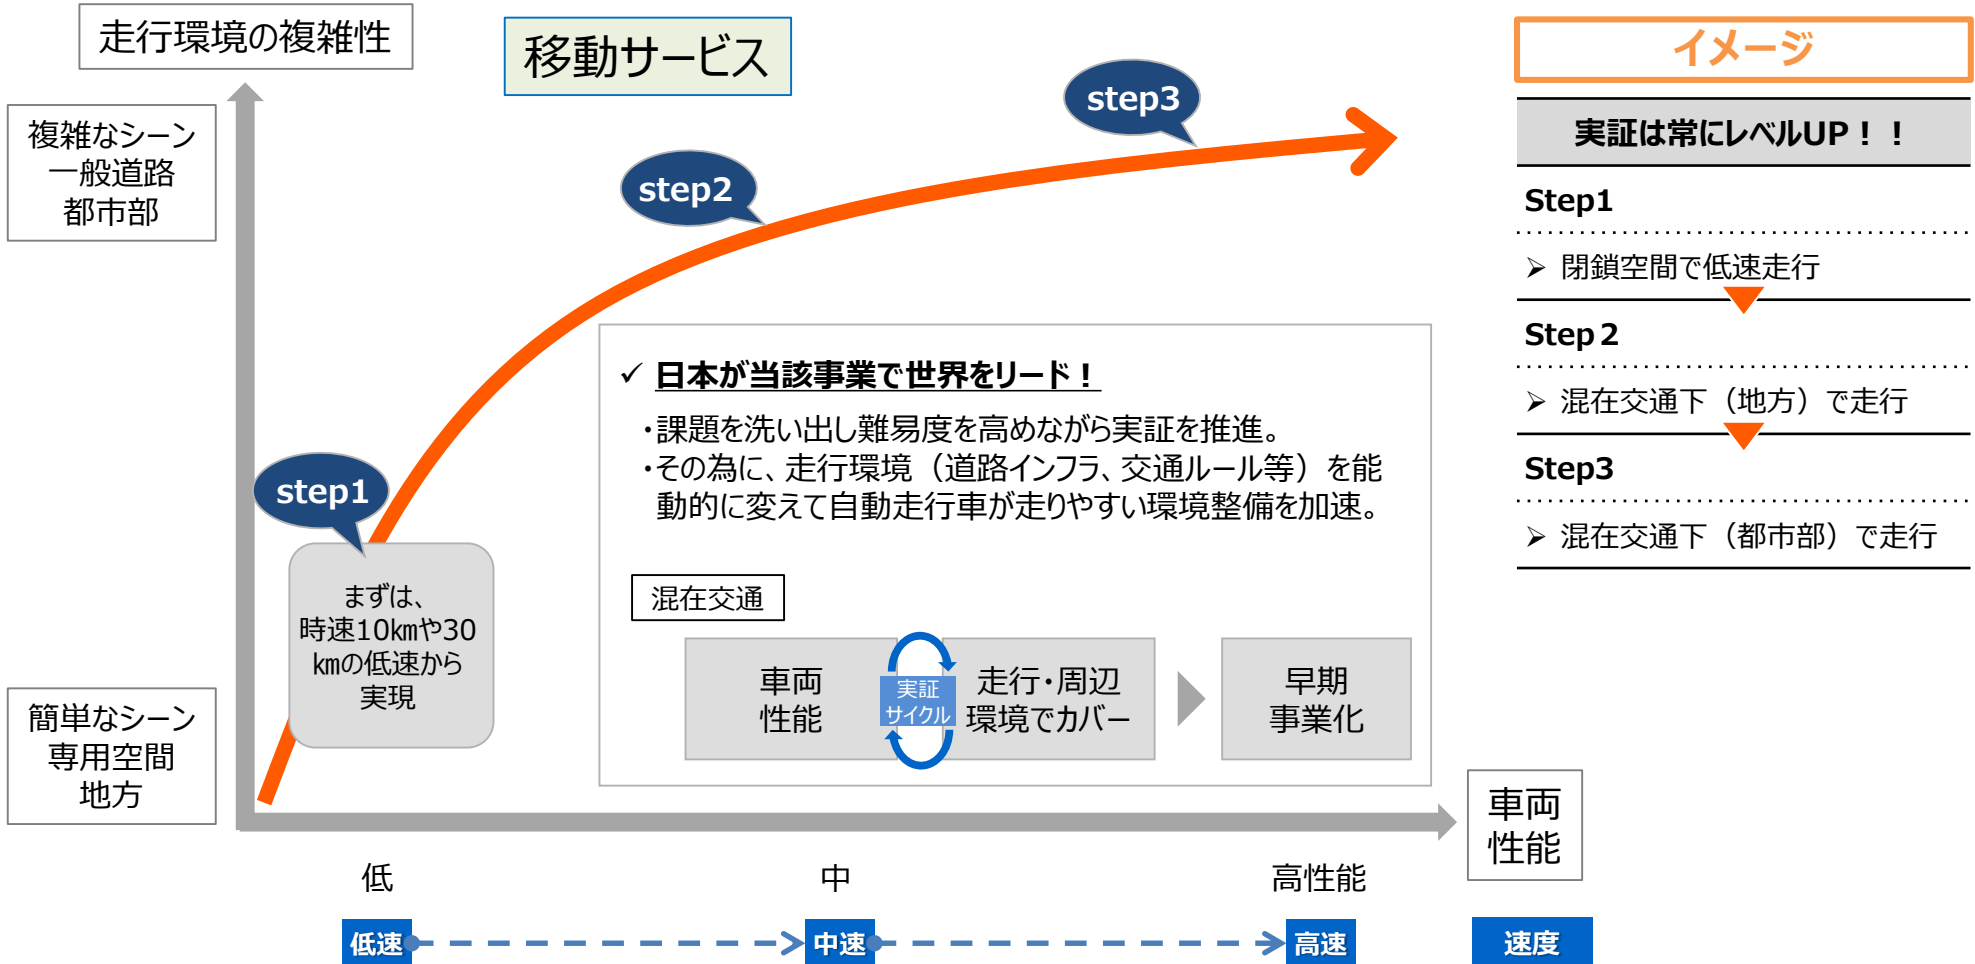 走行環境の複雑性
移動サービス
複雑なシーン
一般道路
都市部
簡単なシーン
専用空間
地方
step1
step2
step3
まずは、
時速10㎞や30
㎞の低速から
実現
✓ 日本が当該事業で世界をリード！
・課題を洗い出し難易度を高めながら実証を推進。
・その為に、走行環境（道路インフラ、交通ルール等）を能
動的に変えて自動走行車が走りやすい環境整備を加速。
混在交通
車両
性能
実証
サイクル
走行・周辺
環境でカバー
早期
事業化
車両
性能
低
中
高性能
低速
中速
高速
速度
イメージ
実証は常にレベルUP！！
Step1
➢ 閉鎖空間で低速走行
Step２
➢ 混在交通下（地方）で走行
Step3
➢ 混在交通下（都市部）で走行